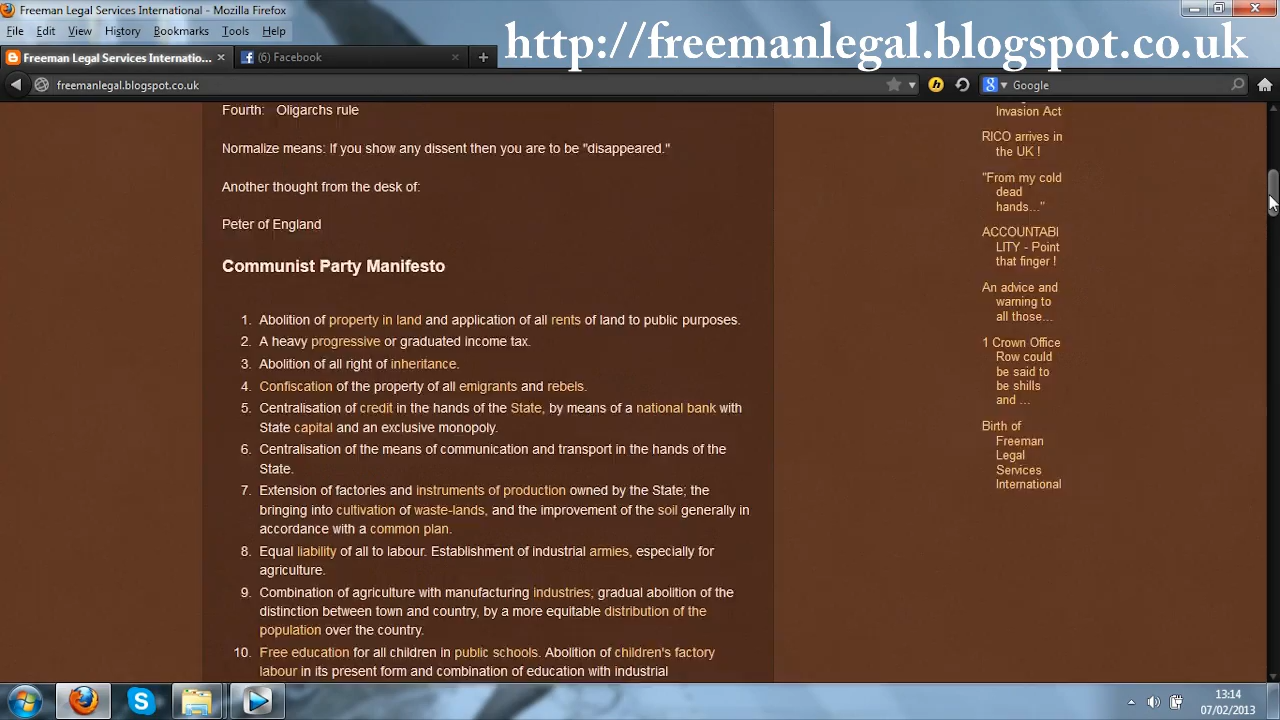 Freeman Legal Services International - Mozilla Firefox
http://freemanlegal.blogspot.co.uk
File Edit View History Bookmarks Tools Help
Freeman Legal Services Internatio...
(6) Facebook
freemanlegal.blogspot.co.uk
Google
Fourth: Oligarchs rule
Normalize means: If you show any dissent then you are to be "disappeared."
Another thought from the desk of:
Peter of England
Communist Party Manifesto
1. Abolition of property in land and application of all rents of land to public purposes.
2. A heavy progressive or graduated income tax.
3. Abolition of all right of inheritance.
4. Confiscation of the property of all emigrants and rebels.
5. Centralisation of credit in the hands of the State, by means of a national bank with
State capital and an exclusive monopoly.
6. Centralisation of the means of communication and transport in the hands of the
State.
7. Extension of factories and instruments of production owned by the State; the
bringing into cultivation of waste-lands, and the improvement of the soil generally in
accordance with a common plan.
8. Equal liability of all to labour. Establishment of industrial armies, especially for
agriculture.
9. Combination of agriculture with manufacturing industries; gradual abolition of the
distinction between town and country, by a more equitable distribution of the
population over the country.
10. Free education for all children in public schools. Abolition of children's factory
labour in its present form and combination of education with industrial
Invasion Act
RICO arrives in
the UK !
"From my cold
dead
hands..."
ACCOUNTABI
LITY - Point
that finger !
An advice and
warning to
all those...
1 Crown Office
Row could
be said to
be shills
and ...
Birth of
Freeman
Legal
Services
International
13:14
07/02/2013